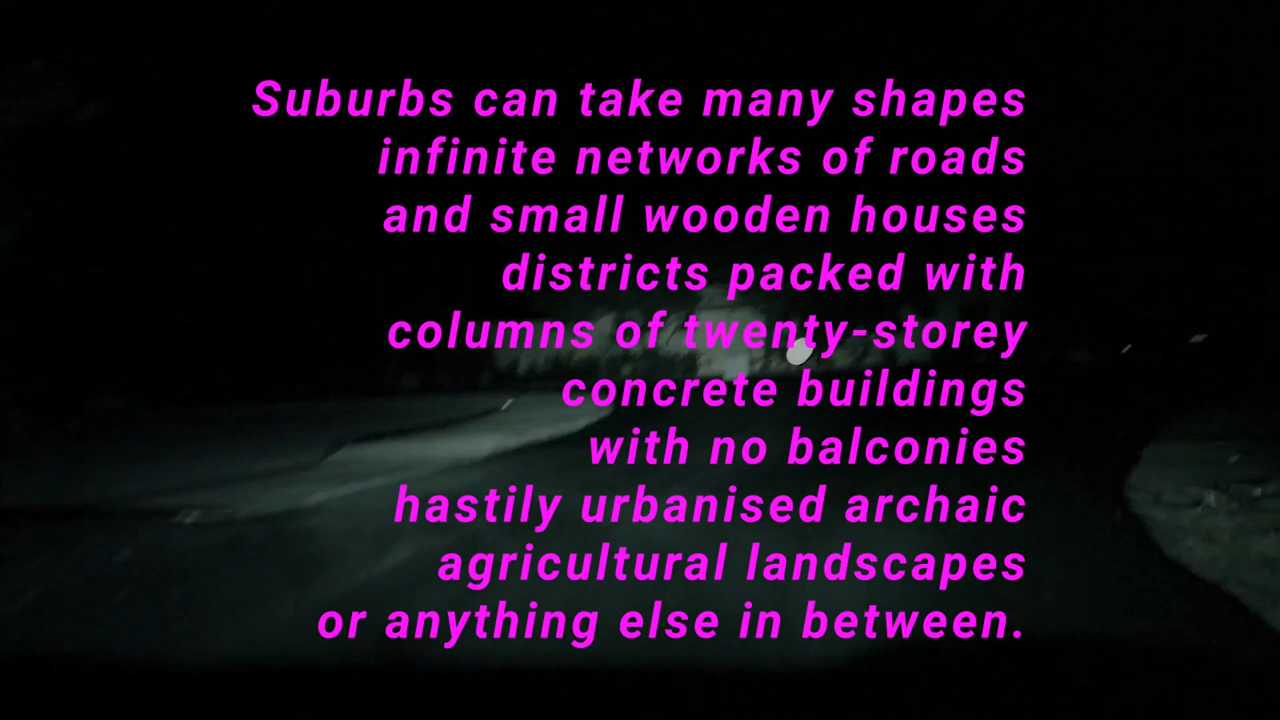 Suburbs can take many shapes
infinite networks of roads
and small wooden houses
districts packed with
columns of twenty-storey
concrete buildings
with no balconies
hastily urbanised archaic
agricultural landscapes
or anything else in between.